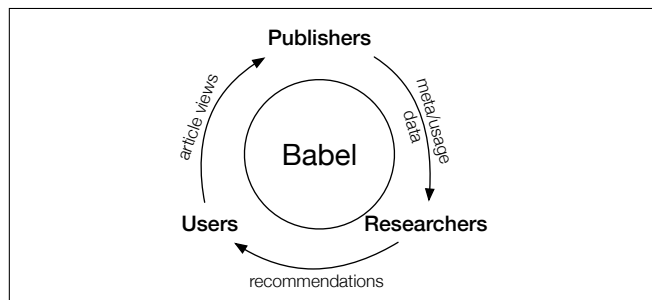 Publishers
article views
meta/usage
data
Babel
Users
Researchers
recommendations